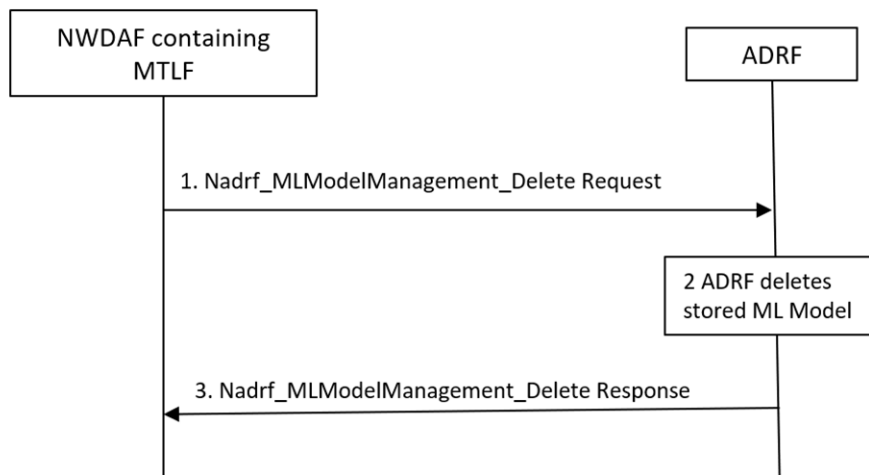 NWDAF containing
MTLF
ADRF
1. Nadrf_MLModelManagement_Delete Request
2 ADRF deletes
stored ML Model
3. Nadrf_MLModelManagement_Delete Response